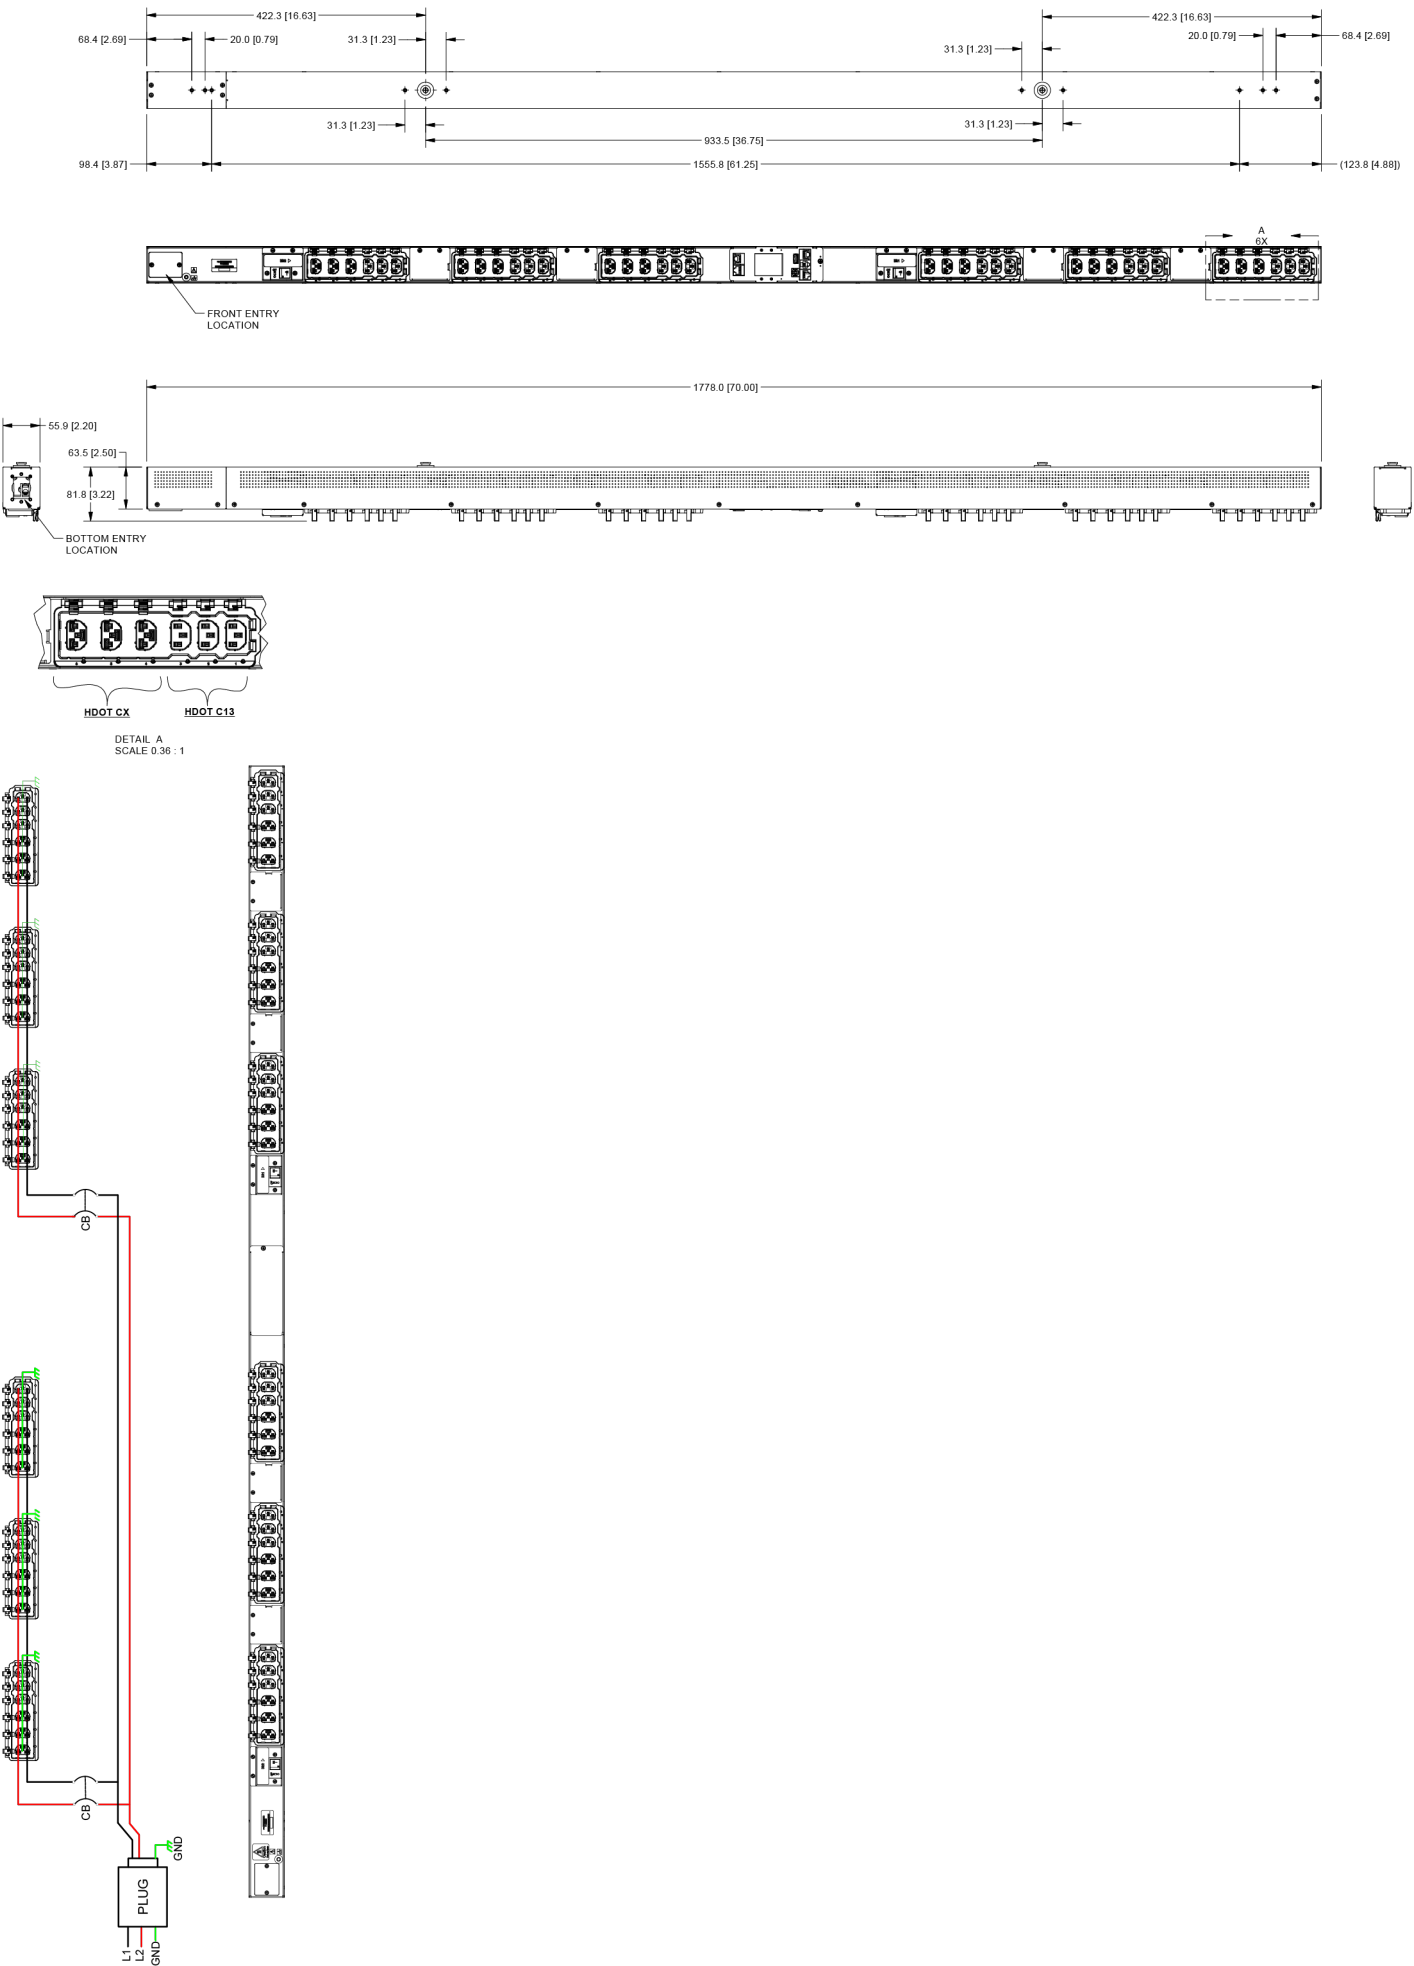 422.3 [16.63]
422.3 [16.63]
68.4 [2.69]
20.0 [0.79]
31.3 [1.23]
31.3 [1.23]
20.0 [0.79]
68.4 [2.69]
31.3 [1.23]
31.3 [1.23]
933.5 [36.75]
98.4 [3.87]
1555.8 [61.25]
(123.8 [4.88])
A
6X
FRONT ENTRY
LOCATION
1778.0 [70.00]
55.9 [2.20]
63.5 [2.50]
81.8 [3.22]
BOTTOM ENTRY
LOCATION
HDOT CX
HDOT C13
DETAIL A
SCALE 0.36 : 1
CB
CB
GND
PLUG
L1
L2
GND